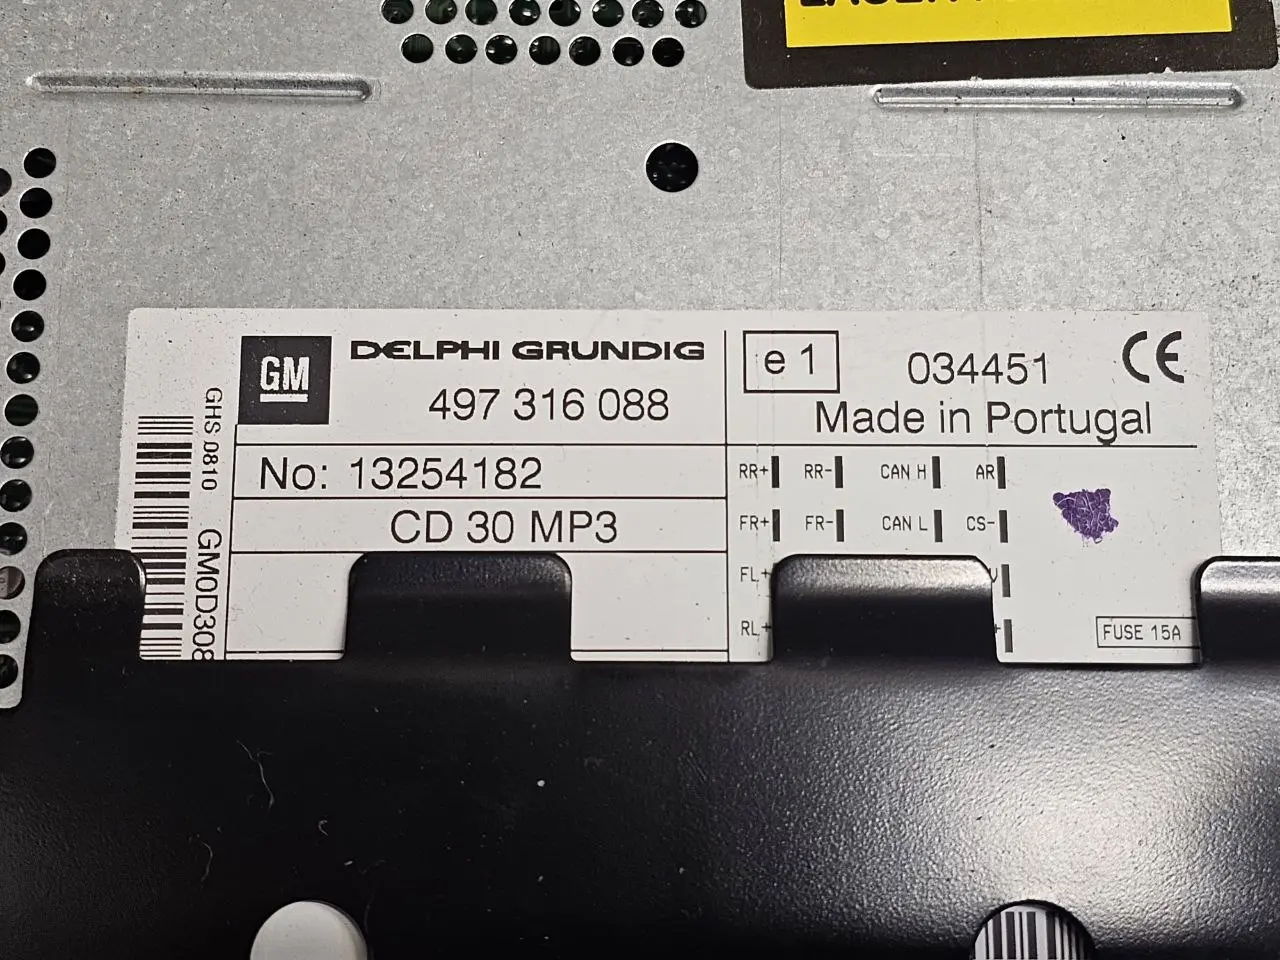 GM
DELPHI GRUNDIG
497 316 088
No: 13254182
CD 30 MP3
GHS 0810
GM0D308
e 1
034451
CE
Made in Portugal
RR+ RR- CAN H AR
FR+ FR- CAN L CS-
FL+
RL+
FUSE 15A